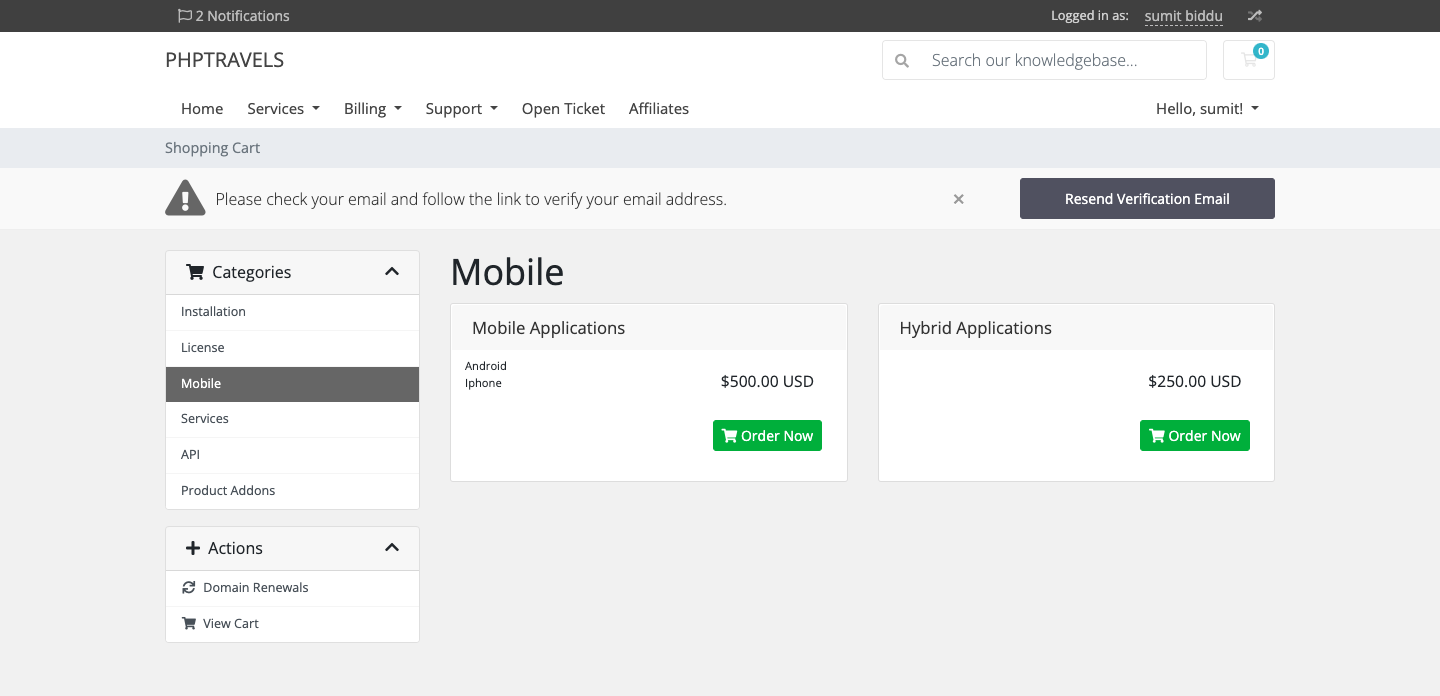 2 Notifications
Logged in as: sumit biddu
PHPTRAVELS
Search our knowledgebase...
0
Home Services Billing Support Open Ticket Affiliates
Hello, sumit!
Shopping Cart
Please check your email and follow the link to verify your email address.
×
Resend Verification Email
Categories
Installation
License
Mobile
Services
API
Product Addons
Actions
Domain Renewals
View Cart
Mobile
Mobile Applications
Android
Iphone
$500.00 USD
Order Now
Hybrid Applications
$250.00 USD
Order Now